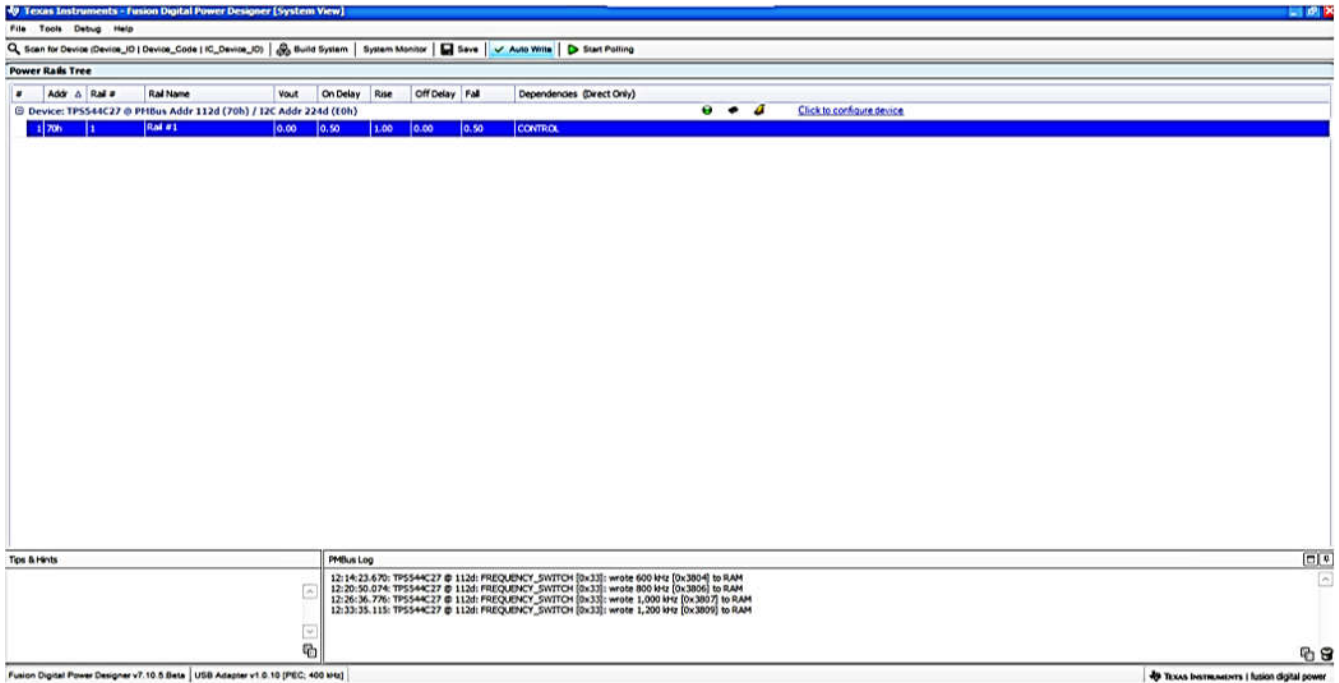 Texas Instruments - Fusion Digital Power Designer [System View]
File Tools Debug Help
Scan for Device (Device_ID | Device_Code | IC_Device_ID) Build System System Monitor Save Auto Write Start Polling
Power Rails Tree
# Addr Rail # Rail Name Vout On Delay Rise Off Delay Fall Dependencies (Direct Only)
Device: TPS544C27 @ PMBus Addr 112d (70h) / I2C Addr 224d (E0h) Click to configure device
1 70h 1 Rail #1 0.00 0.50 1.00 0.00 0.50 CONTROL
Tips & Hints PMBus Log
12:14:23.670: TPS544C27 @ 112d: FREQUENCY_SWITCH [0x33]: wrote 600 kHz [0x3804] to RAM
12:20:50.074: TPS544C27 @ 112d: FREQUENCY_SWITCH [0x33]: wrote 800 kHz [0x3806] to RAM
12:26:36.776: TPS544C27 @ 112d: FREQUENCY_SWITCH [0x33]: wrote 1,000 kHz [0x3807] to RAM
12:33:35.115: TPS544C27 @ 112d: FREQUENCY_SWITCH [0x33]: wrote 1,200 kHz [0x3809] to RAM
Fusion Digital Power Designer v7.10.5.Beta USB Adapter v1.0.10 [PEC; 400 kHz] TEXAS INSTRUMENTS | fusion digital power